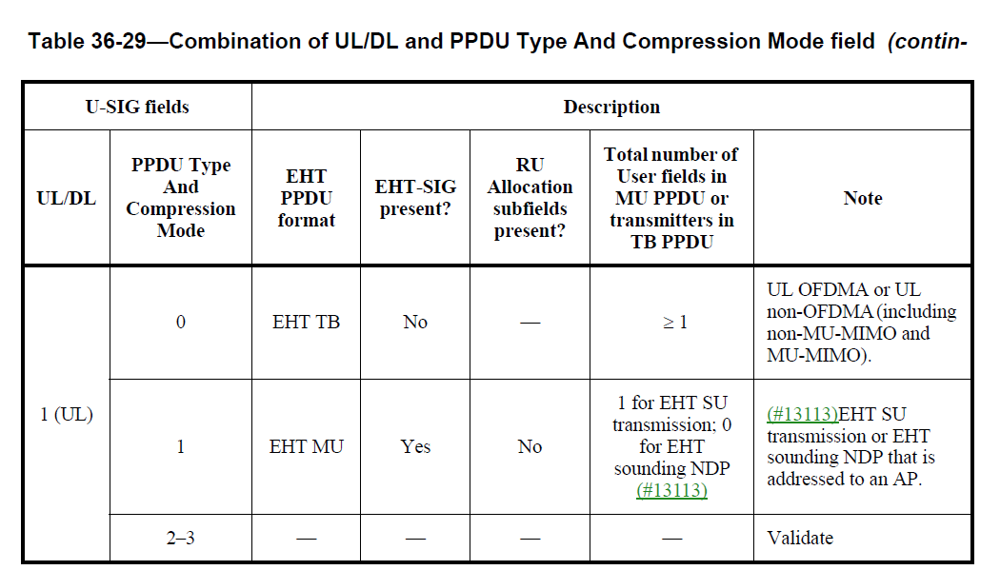 Table 36-29—Combination of UL/DL and PPDU Type And Compression Mode field (contin-
U-SIG fields
Description
UL/DL
PPDU Type
And
Compression
Mode
EHT
PPDU
format
EHT-SIG
present?
RU
Allocation
subfields
present?
Total number of
User fields in
MU PPDU or
transmitters in
TB PPDU
Note
1 (UL)
0
EHT TB
No
—
≥ 1
UL OFDMA or UL
non-OFDMA (including
non-MU-MIMO and
MU-MIMO).
1
EHT MU
Yes
No
1 for EHT SU
transmission; 0
for EHT
sounding NDP
(#13113)
(#13113)EHT SU
transmission or EHT
sounding NDP that is
addressed to an AP.
2–3
—
—
—
—
Validate